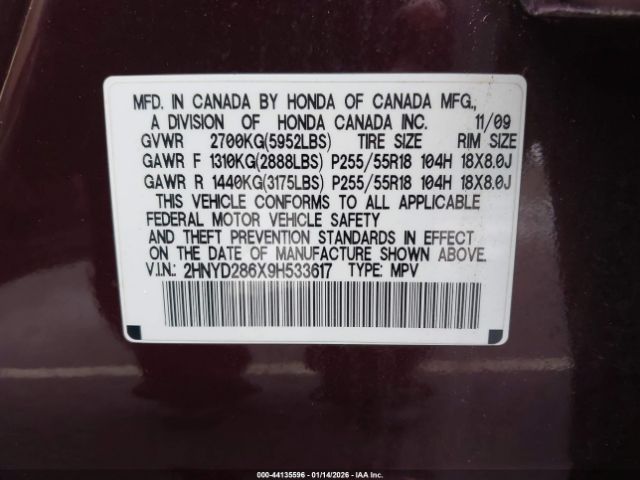 MFD. IN CANADA BY HONDA OF CANADA MFG.,
A DIVISION OF HONDA CANADA INC. 11/09
GVWR 2700KG(5952LBS) TIRE SIZE RIM SIZE
GAWR F 1310KG(2888LBS) P255/55R18 104H 18X8.0J
GAWR R 1440KG(3175LBS) P255/55R18 104H 18X8.0J
THIS VEHICLE CONFORMS TO ALL APPLICABLE
FEDERAL MOTOR VEHICLE SAFETY
AND THEFT PREVENTION STANDARDS IN EFFECT
ON THE DATE OF MANUFACTURE SHOWN ABOVE.
V.I.N.: 2HNYD286X9H533617 TYPE: MPV
000-44135596 - 01/14/2026 - IAA Inc.